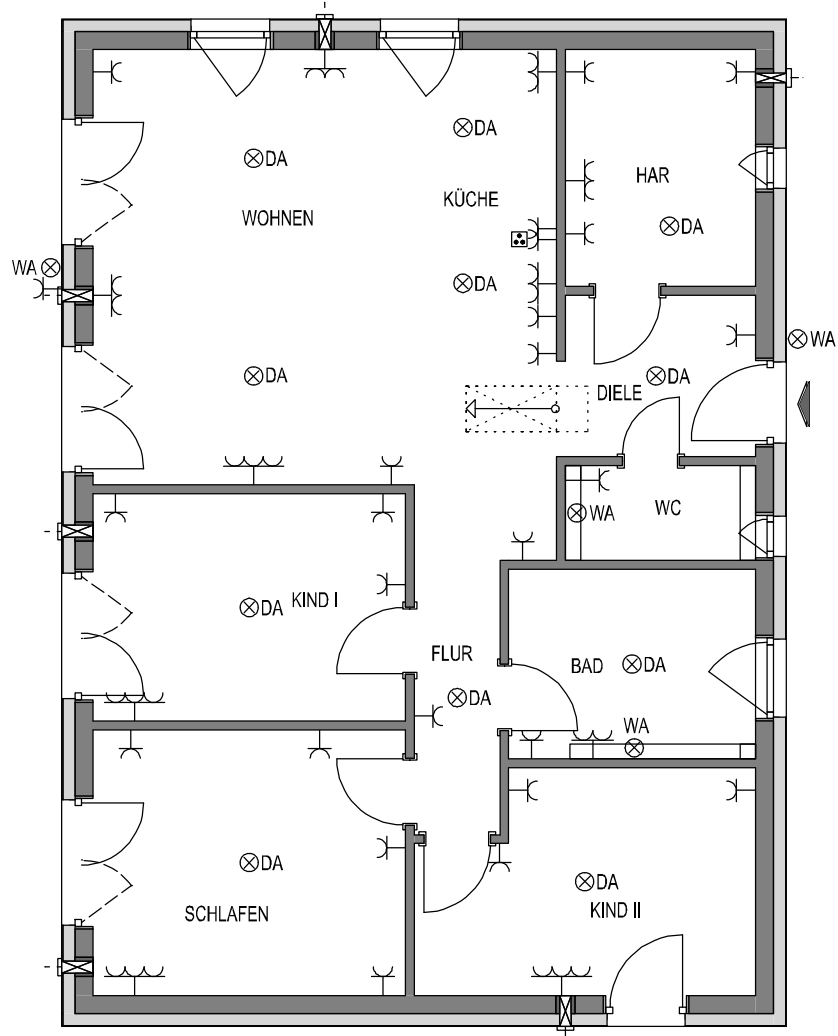 DA
DA
HAR
KÜCHE
WOHNEN
DA
WA
DA
WA
DA
DA
DIELE
WA
WC
DA
KIND I
FLUR
BAD
DA
DA
WA
DA
DA
SCHLAFEN
KIND II